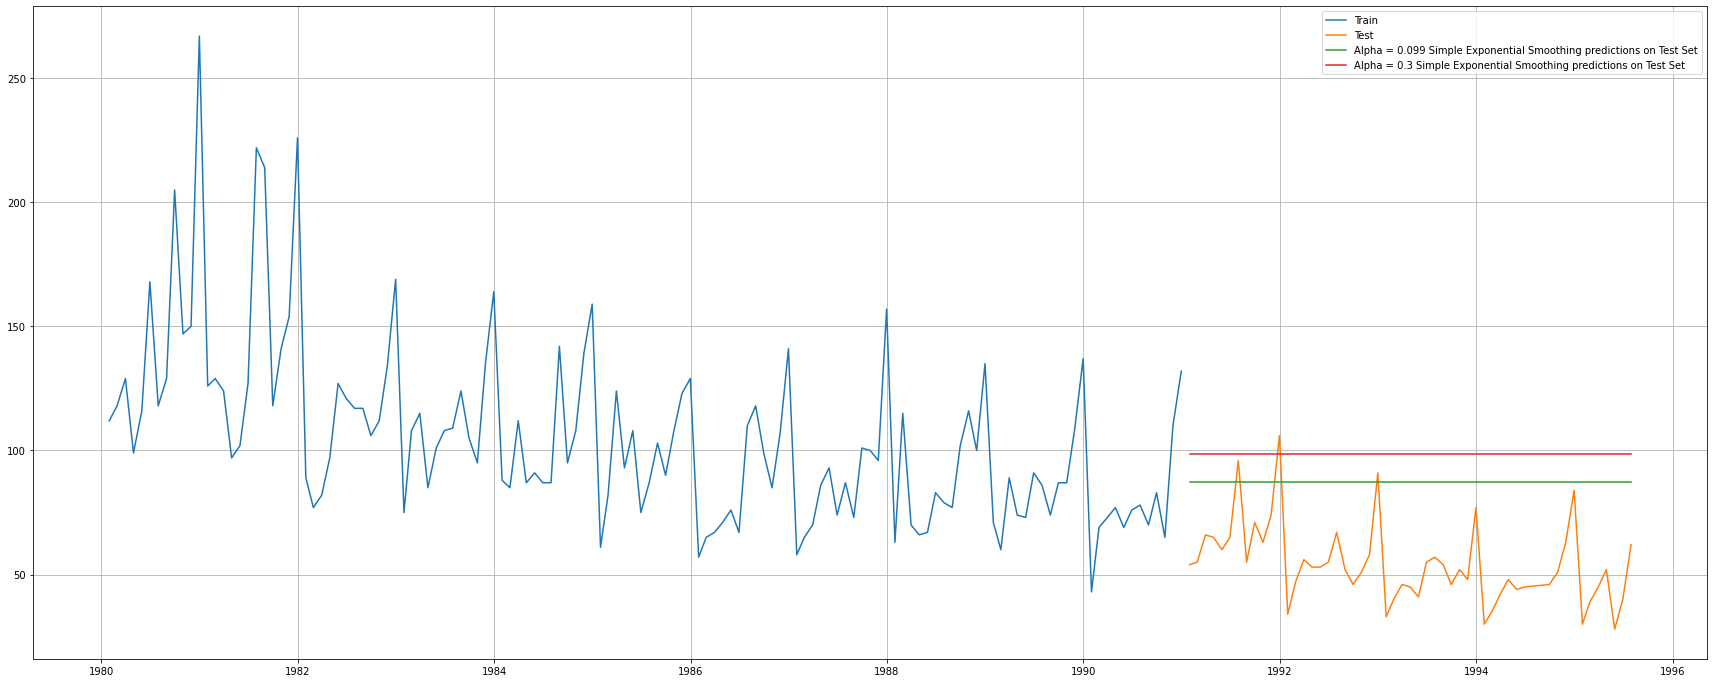 Train
Test
Alpha = 0.099 Simple Exponential Smoothing predictions on Test Set
Alpha = 0.3 Simple Exponential Smoothing predictions on Test Set
250
200
150
100
50
1980 1982 1984 1986 1988 1990 1992 1994 1996